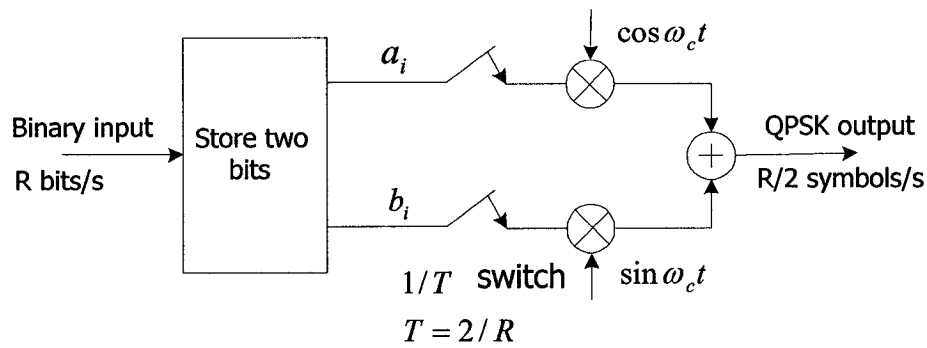 cos ω_c t
a_i
Binary input
R bits/s
Store two
bits
QPSK output
R/2 symbols/s
+
b_i
1/T switch
sin ω_c t
T = 2/R